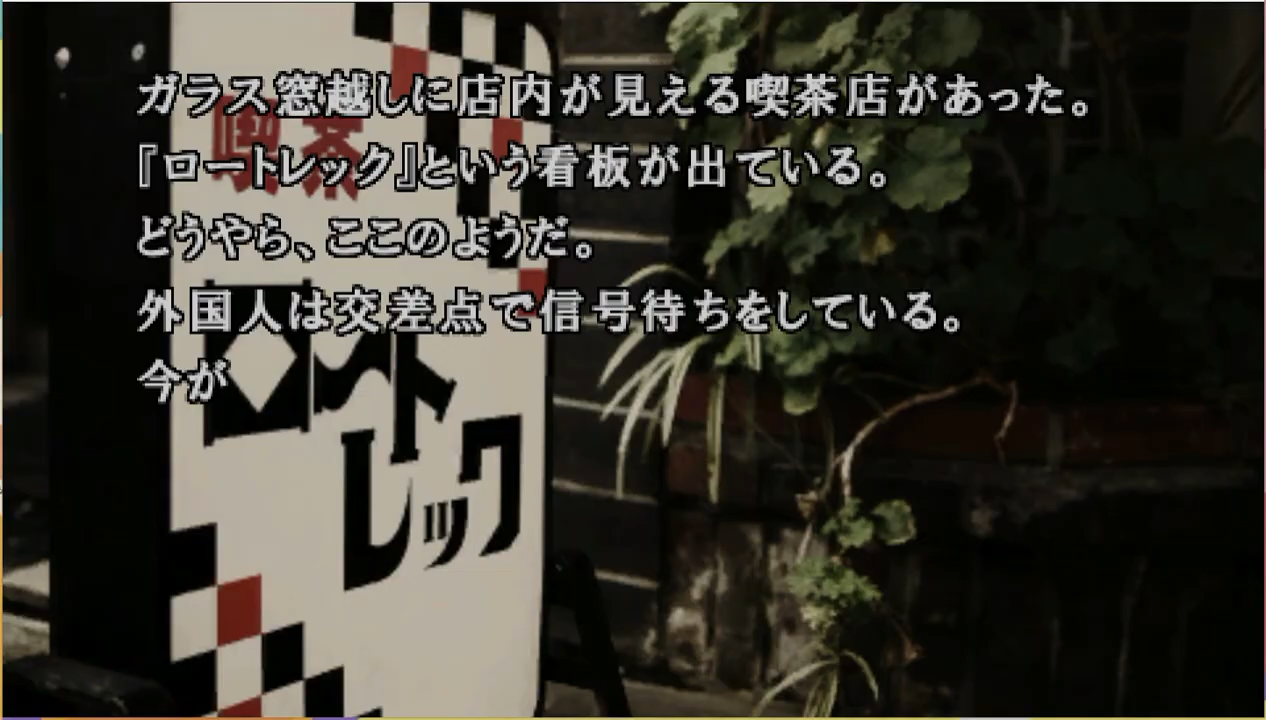 ガラス窓越しに店内が見える喫茶店があった。
『ロートレック』という看板が出ている。
どうやら、ここのようだ。
外国人は交差点で信号待ちをしている。
今が
喫茶
ロート
レック